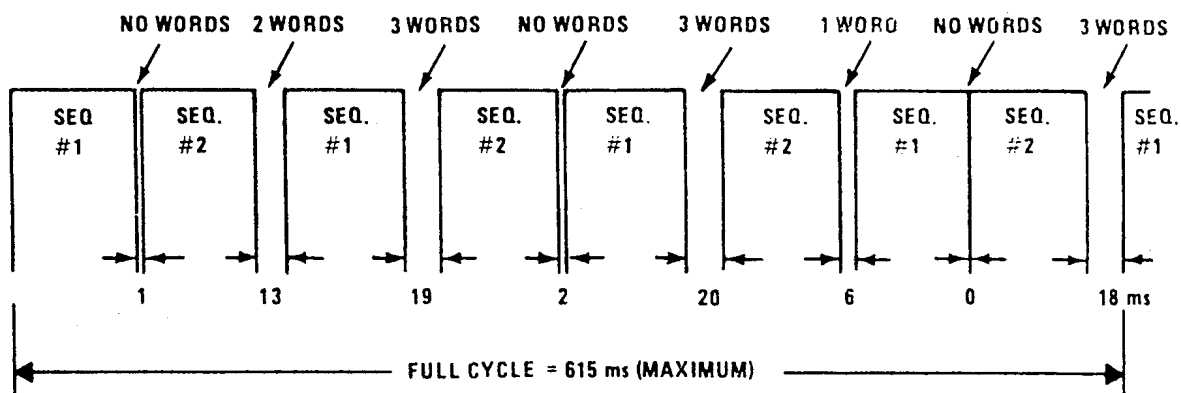 NO WORDS 2 WORDS 3 WORDS NO WORDS 3 WORDS 1 WORD NO WORDS 3 WORDS
SEQ. SEQ. SEQ. SEQ. SEQ. SEQ. SEQ. SEQ. SEQ.
#1 #2 #1 #2 #1 #2 #1 #2 #1
1 13 19 2 20 6 0 18 ms
FULL CYCLE = 615 ms (MAXIMUM)